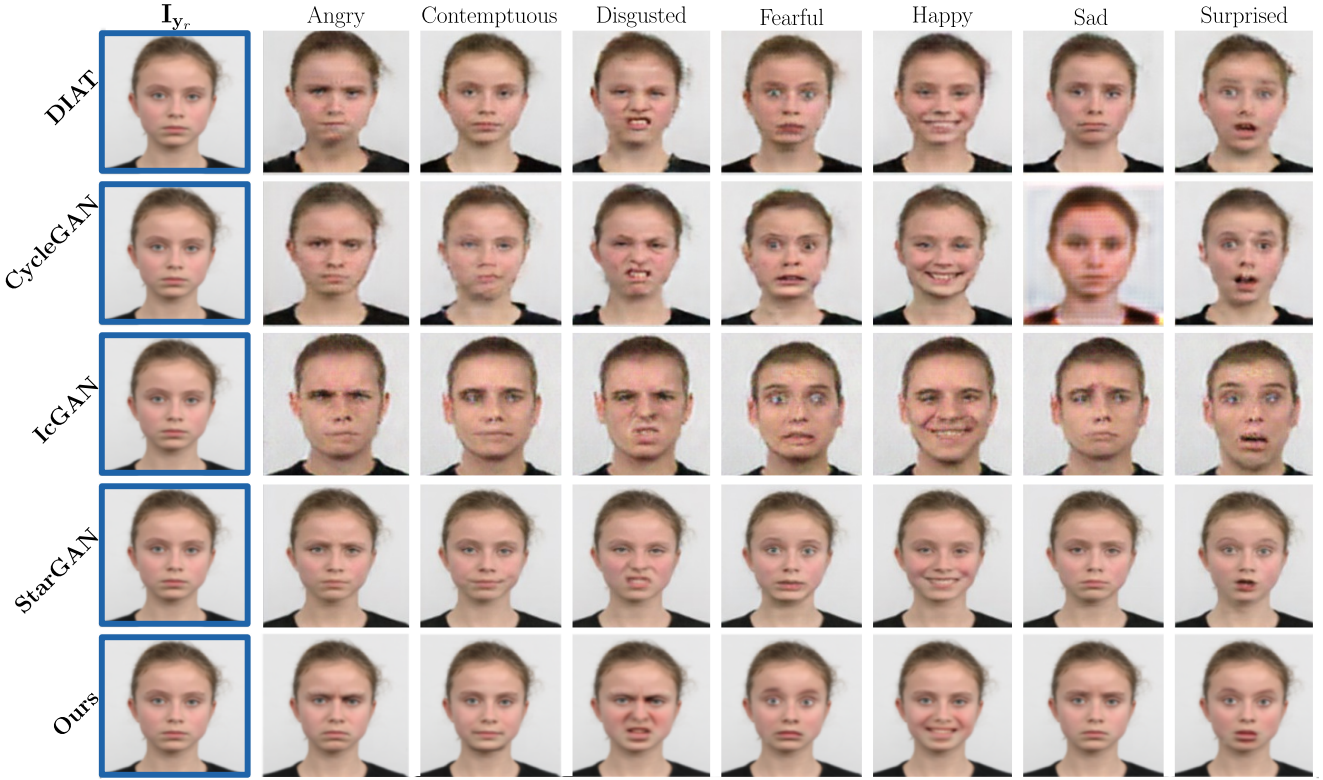 I_{y_r} Angry Contemptuous Disgusted Fearful Happy Sad Surprised
DIAT
CycleGAN
IcGAN
StarGAN
Ours